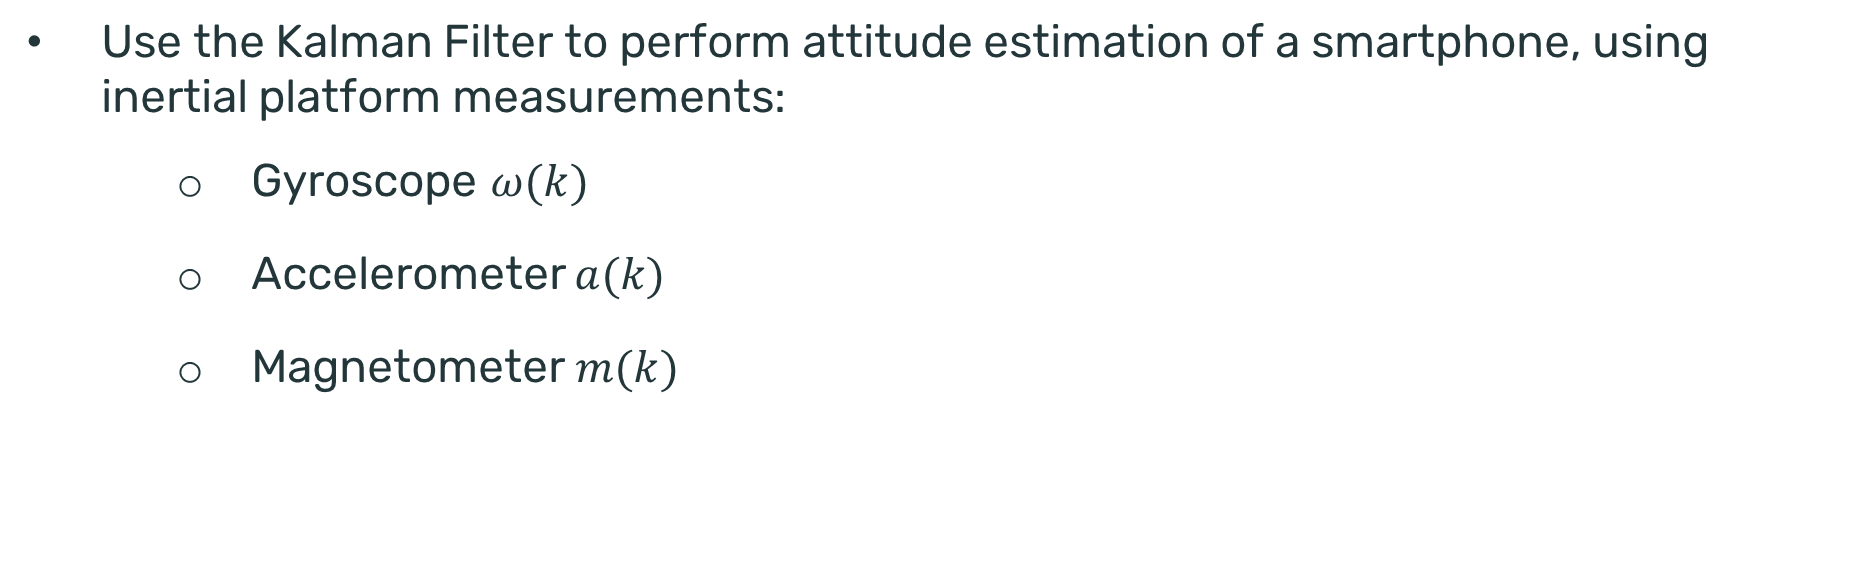 • Use the Kalman Filter to perform attitude estimation of a smartphone, using
inertial platform measurements:
○ Gyroscope ω(k)
○ Accelerometer a(k)
○ Magnetometer m(k)